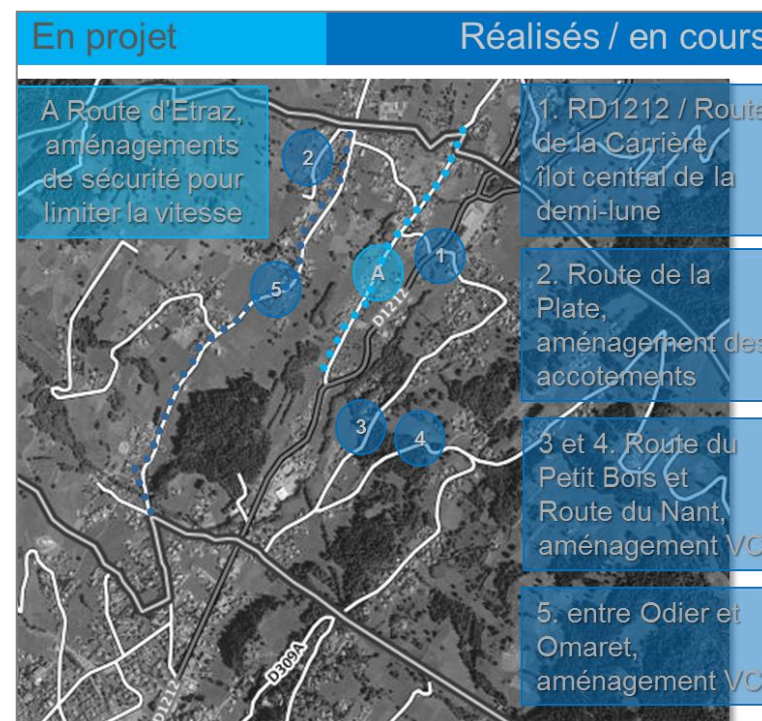 En projet
Réalisés / en cours
A Route d'Etraz,
aménagements
de sécurité pour
limiter la vitesse
1. RD1212 / Route
de la Carrière,
îlot central de la
demi-lune
2. Route de la
Plate,
aménagement des
accotements
3 et 4. Route du
Petit Bois et
Route du Nant,
aménagement VC
5. entre Odier et
Omaret,
aménagement VC
2
1
A
5
D1212
3
4
D309A
D1212